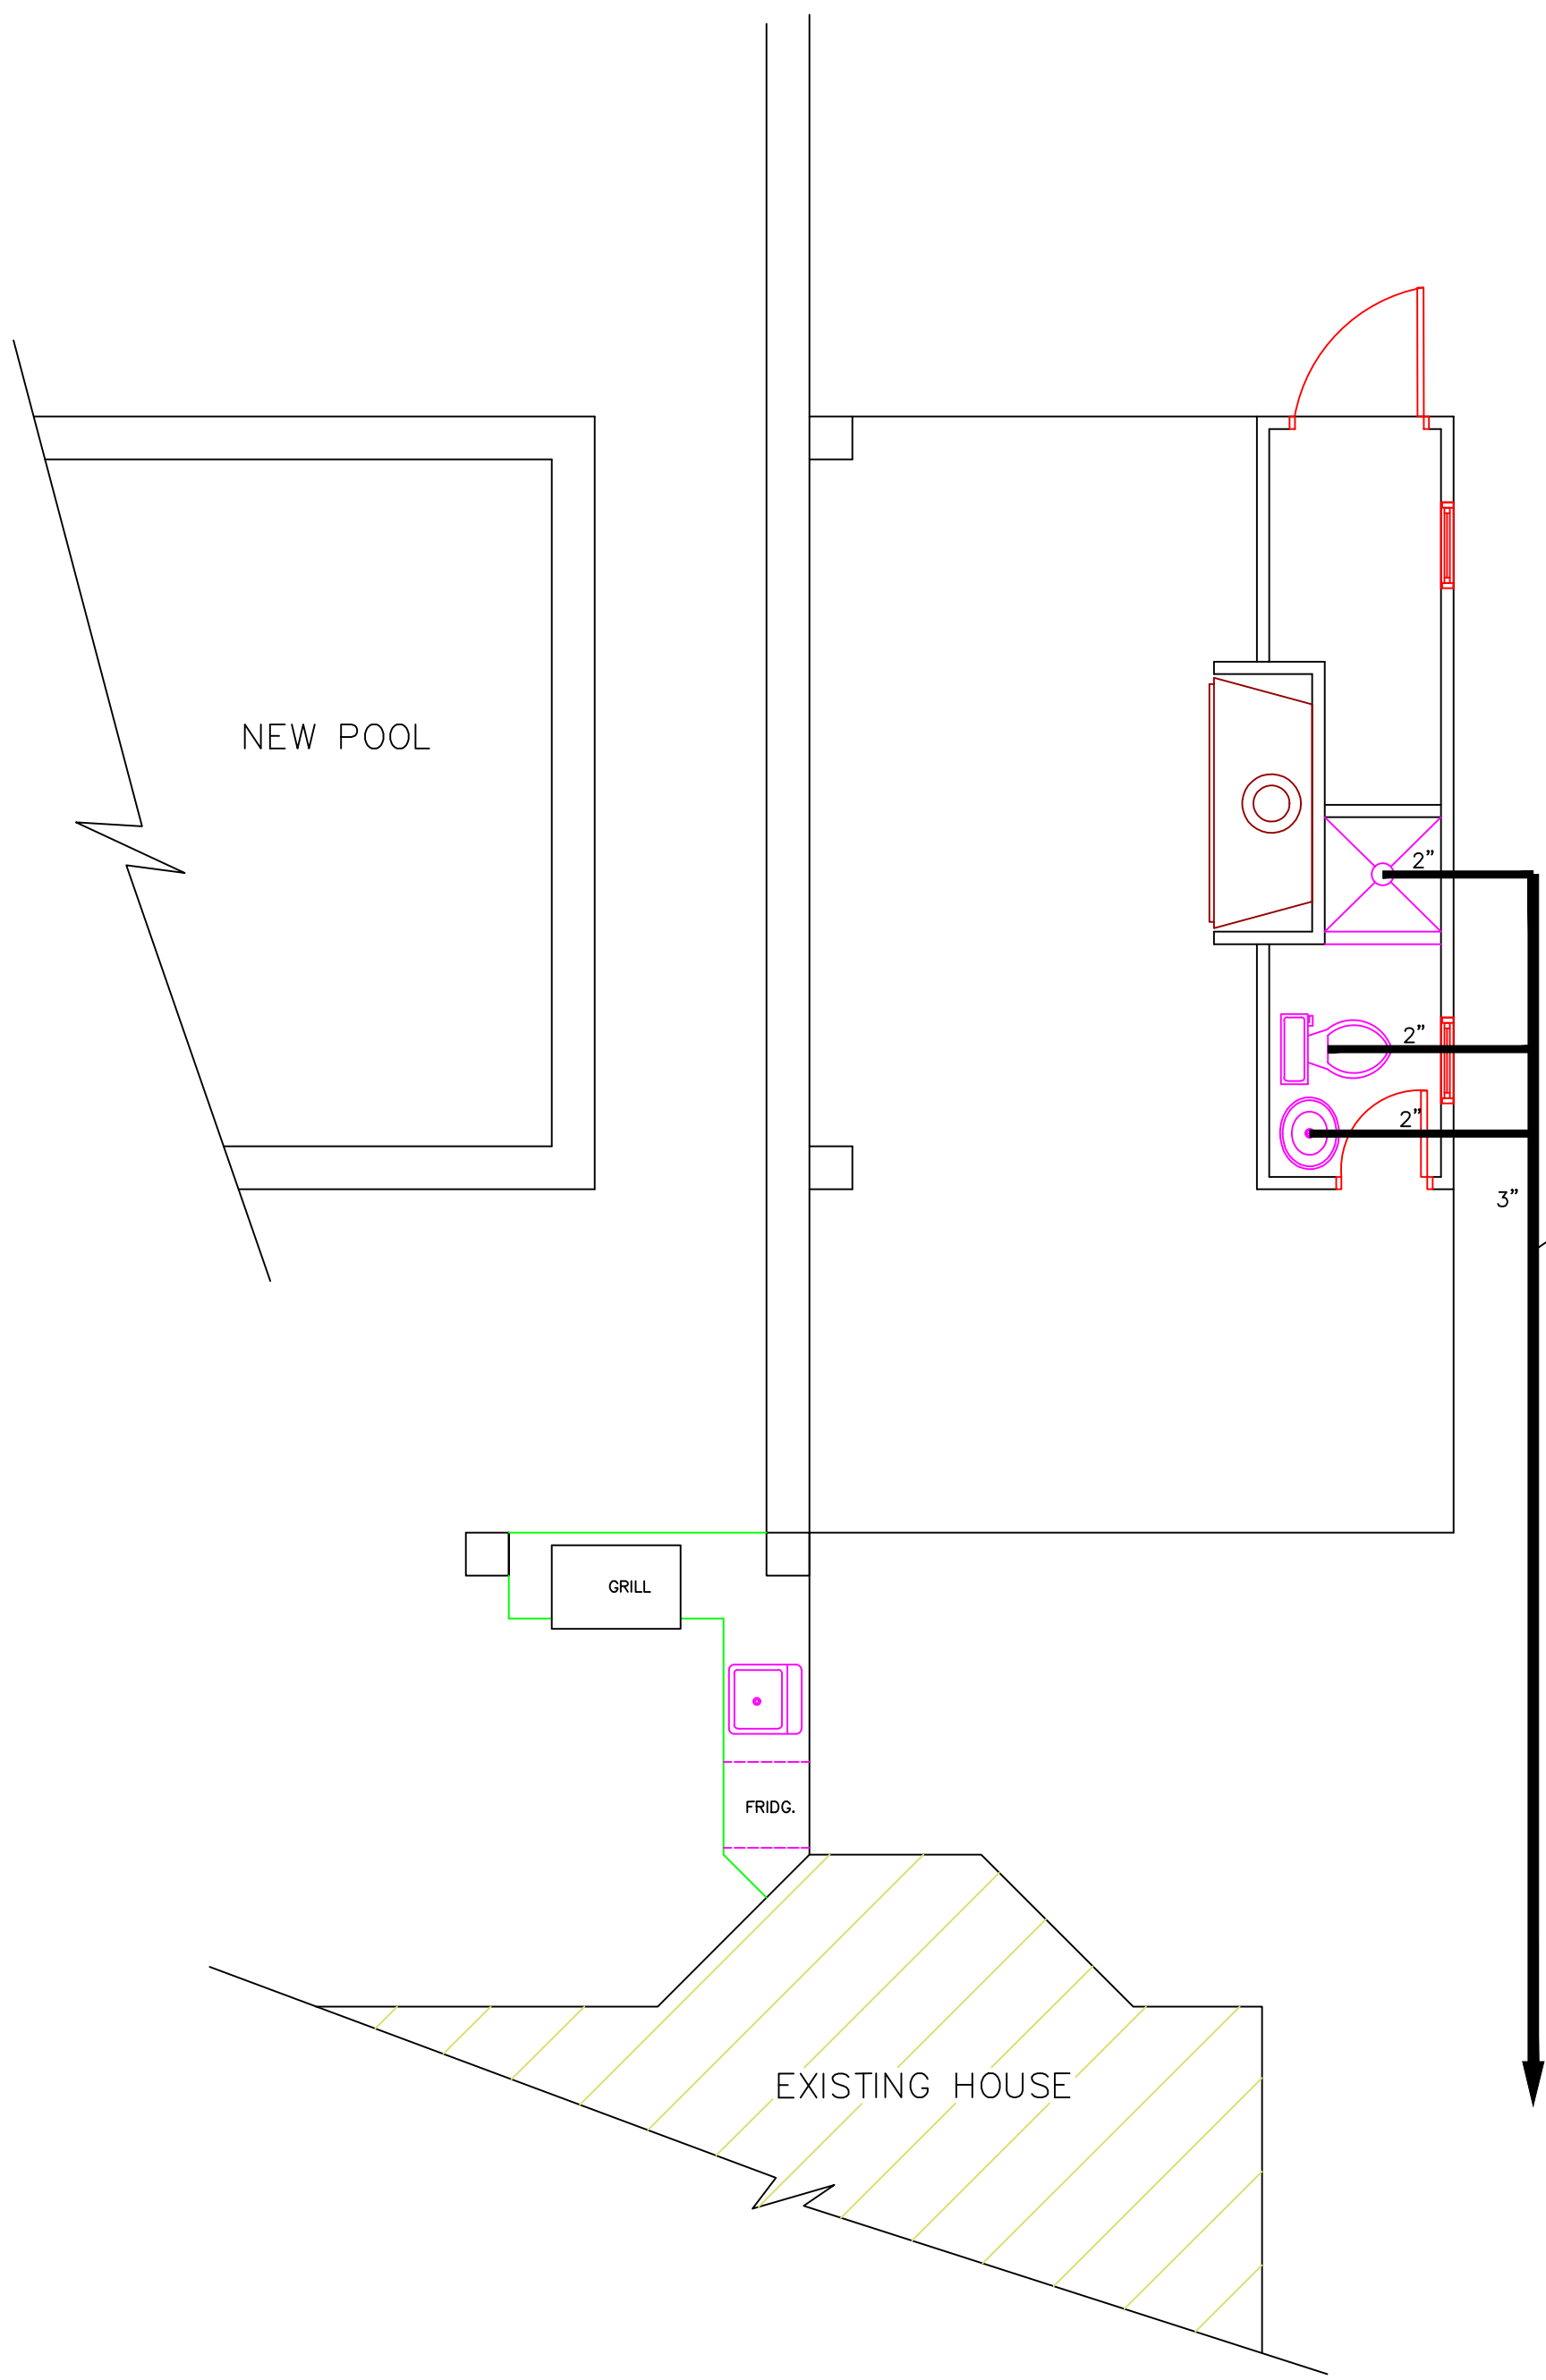 NEW POOL
2”
2”
2”
3”
GRILL
FRIDG.
EXISTING HOUSE